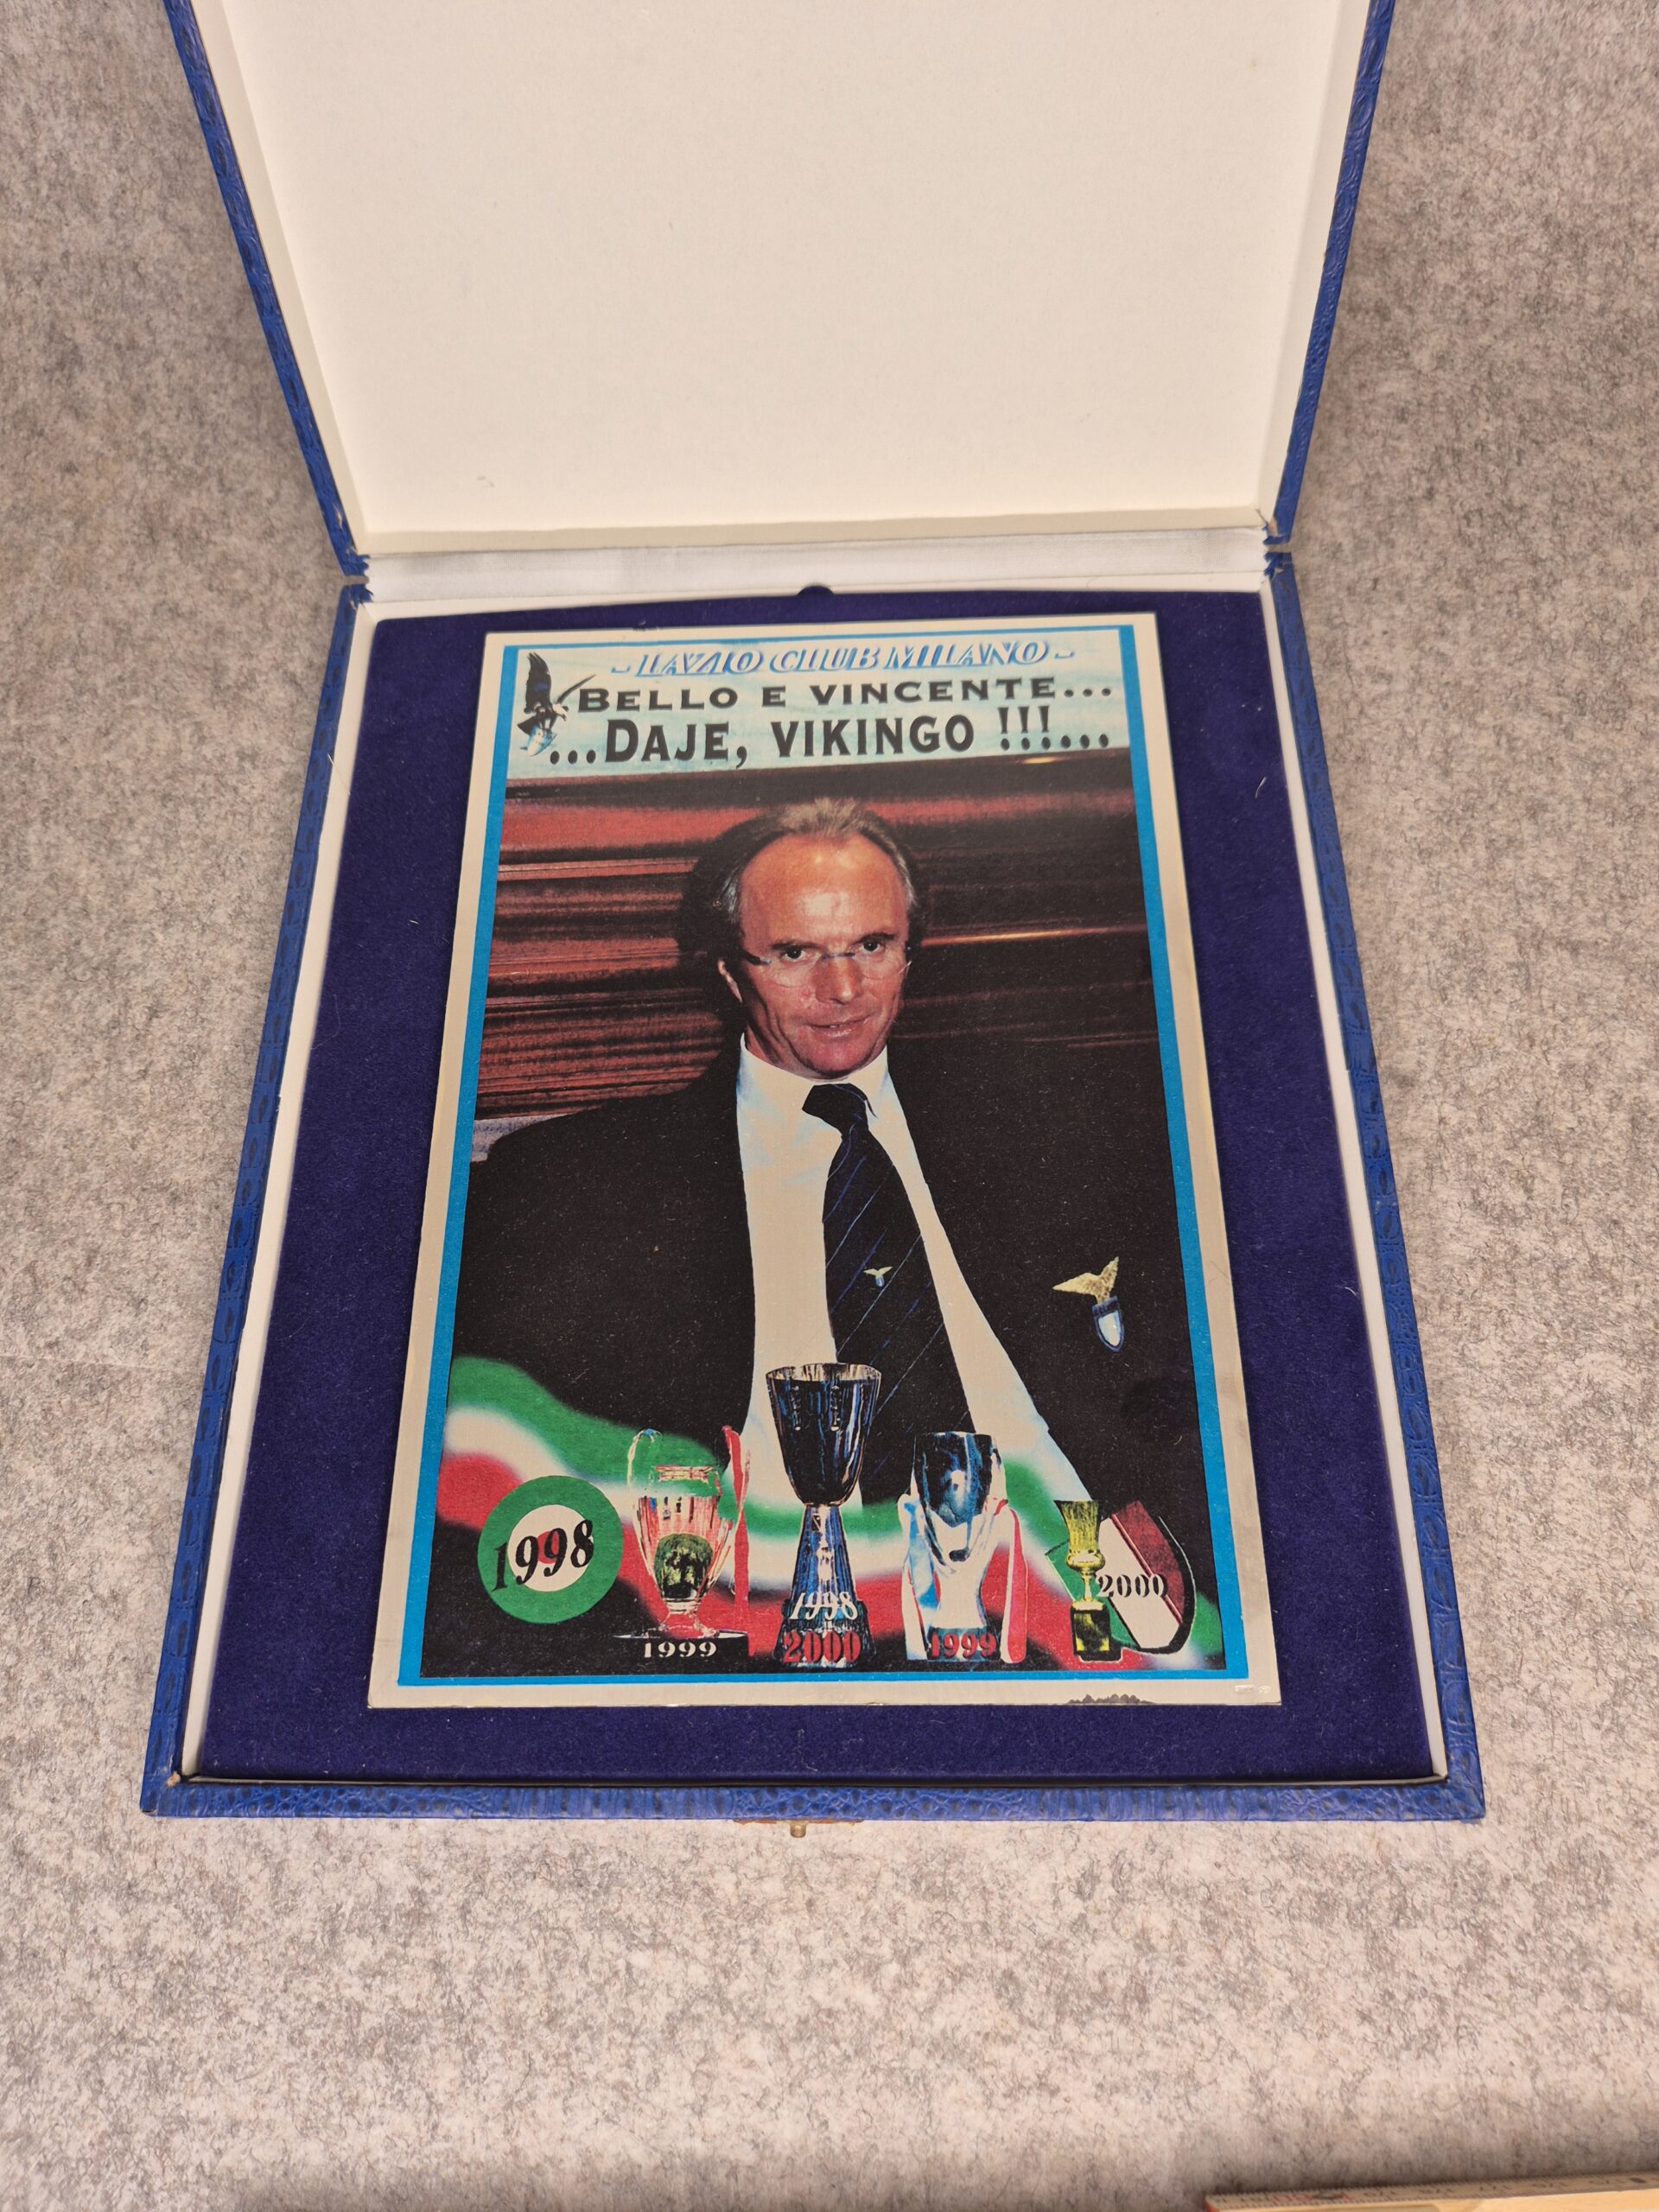 - LAZIO CLUB MILANO -
BELLO E VINCENTE...
...DAJE, VIKINGO !!!...
1998
1999
1998
2000
1999
2000